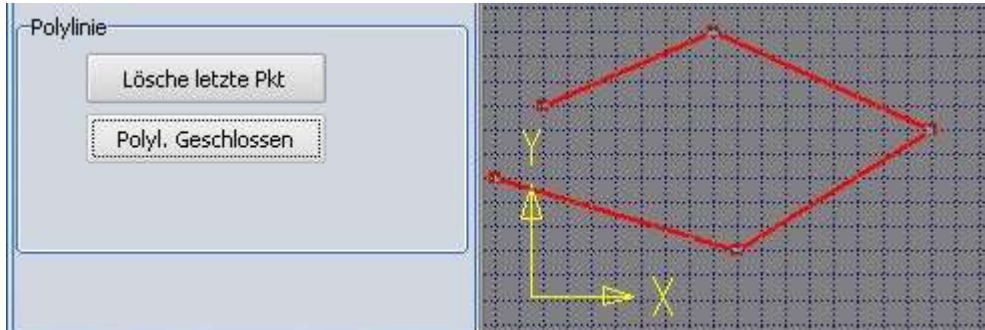 Polylinie
Lösche letzte Pkt
Polyl. Geschlossen
Y
X